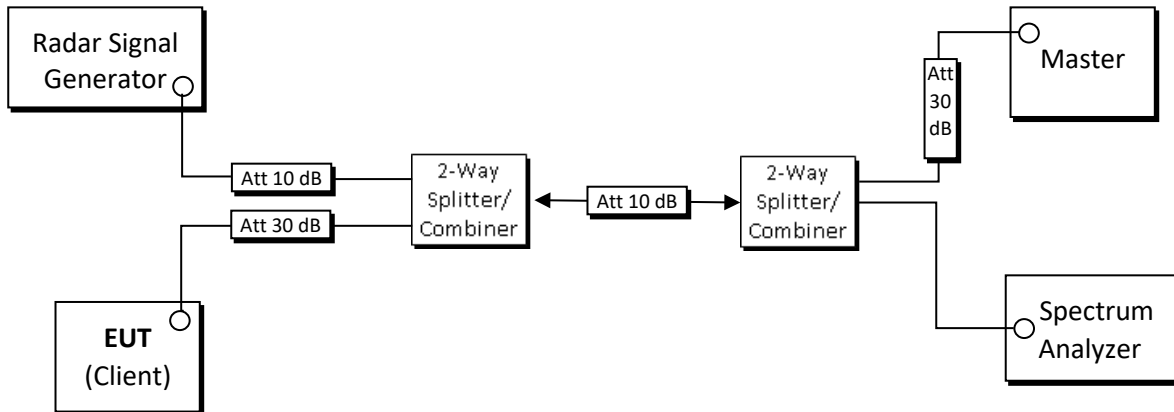 Radar Signal
Generator
Att 10 dB
Att 30 dB
EUT
(Client)
2-Way
Splitter/
Combiner
Att 10 dB
2-Way
Splitter/
Combiner
Att
30
dB
Master
Spectrum
Analyzer